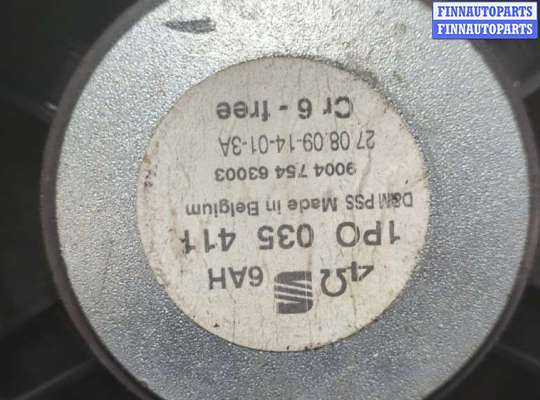 FINNAUTOPARTS
FINNAUTOPARTS
4Ω 6AH
1P0 035 411
D&M PSS Made in Belgium
9004 754 63003
27.08.09-14-01-3A
Cr 6 - free